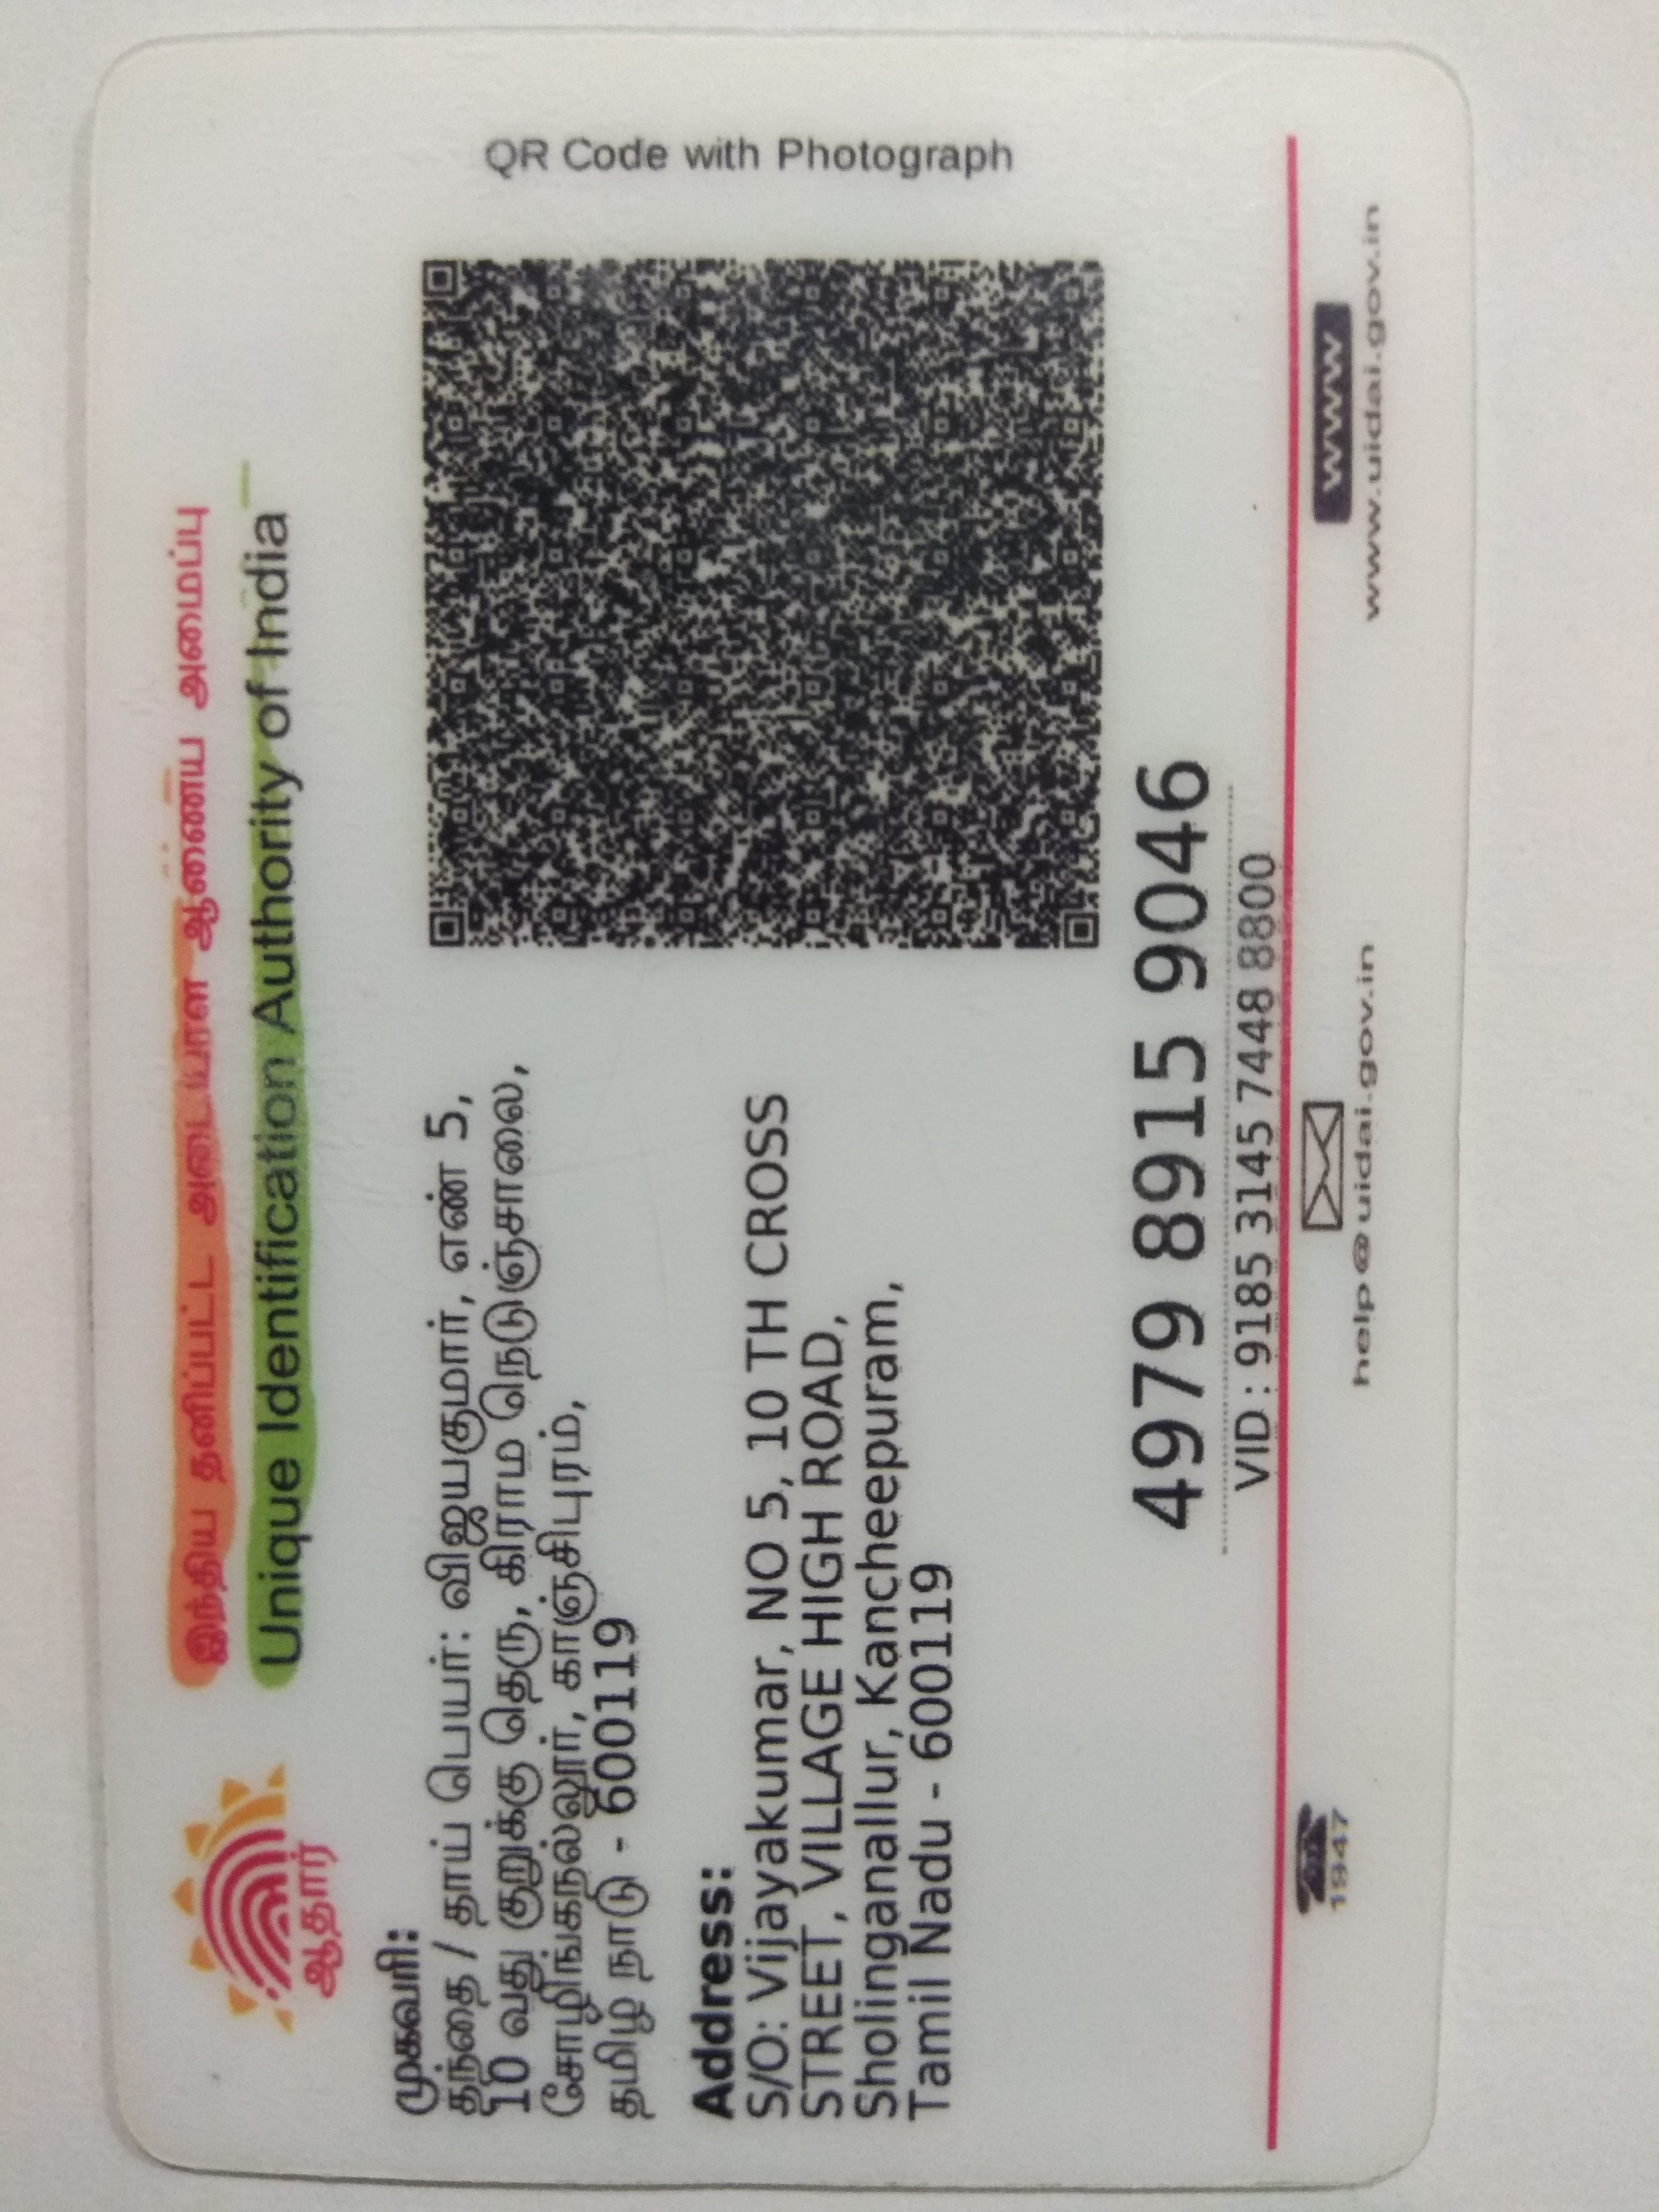 இந்திய தனிப்பட்ட அடையாள ஆணைய அமைப்பு
Unique Identification Authority of India
ஆதார்
முகவரி:
தந்தை / தாய் பெயர்: விஜயகுமார், எண் 5,
10 வது குறுக்கு தெரு, கிராம நெடுஞ்சாலை,
சோழிங்கநல்லூர், காஞ்சிபுரம்,
தமிழ் நாடு - 600119
Address:
S/O: Vijayakumar, NO 5, 10 TH CROSS
STREET, VILLAGE HIGH ROAD,
Sholinganallur, Kancheepuram,
Tamil Nadu - 600119
QR Code with Photograph
4979 8915 9046
VID : 9185 3145 7448 8800
1947
help@uidai.gov.in
www
www.uidai.gov.in